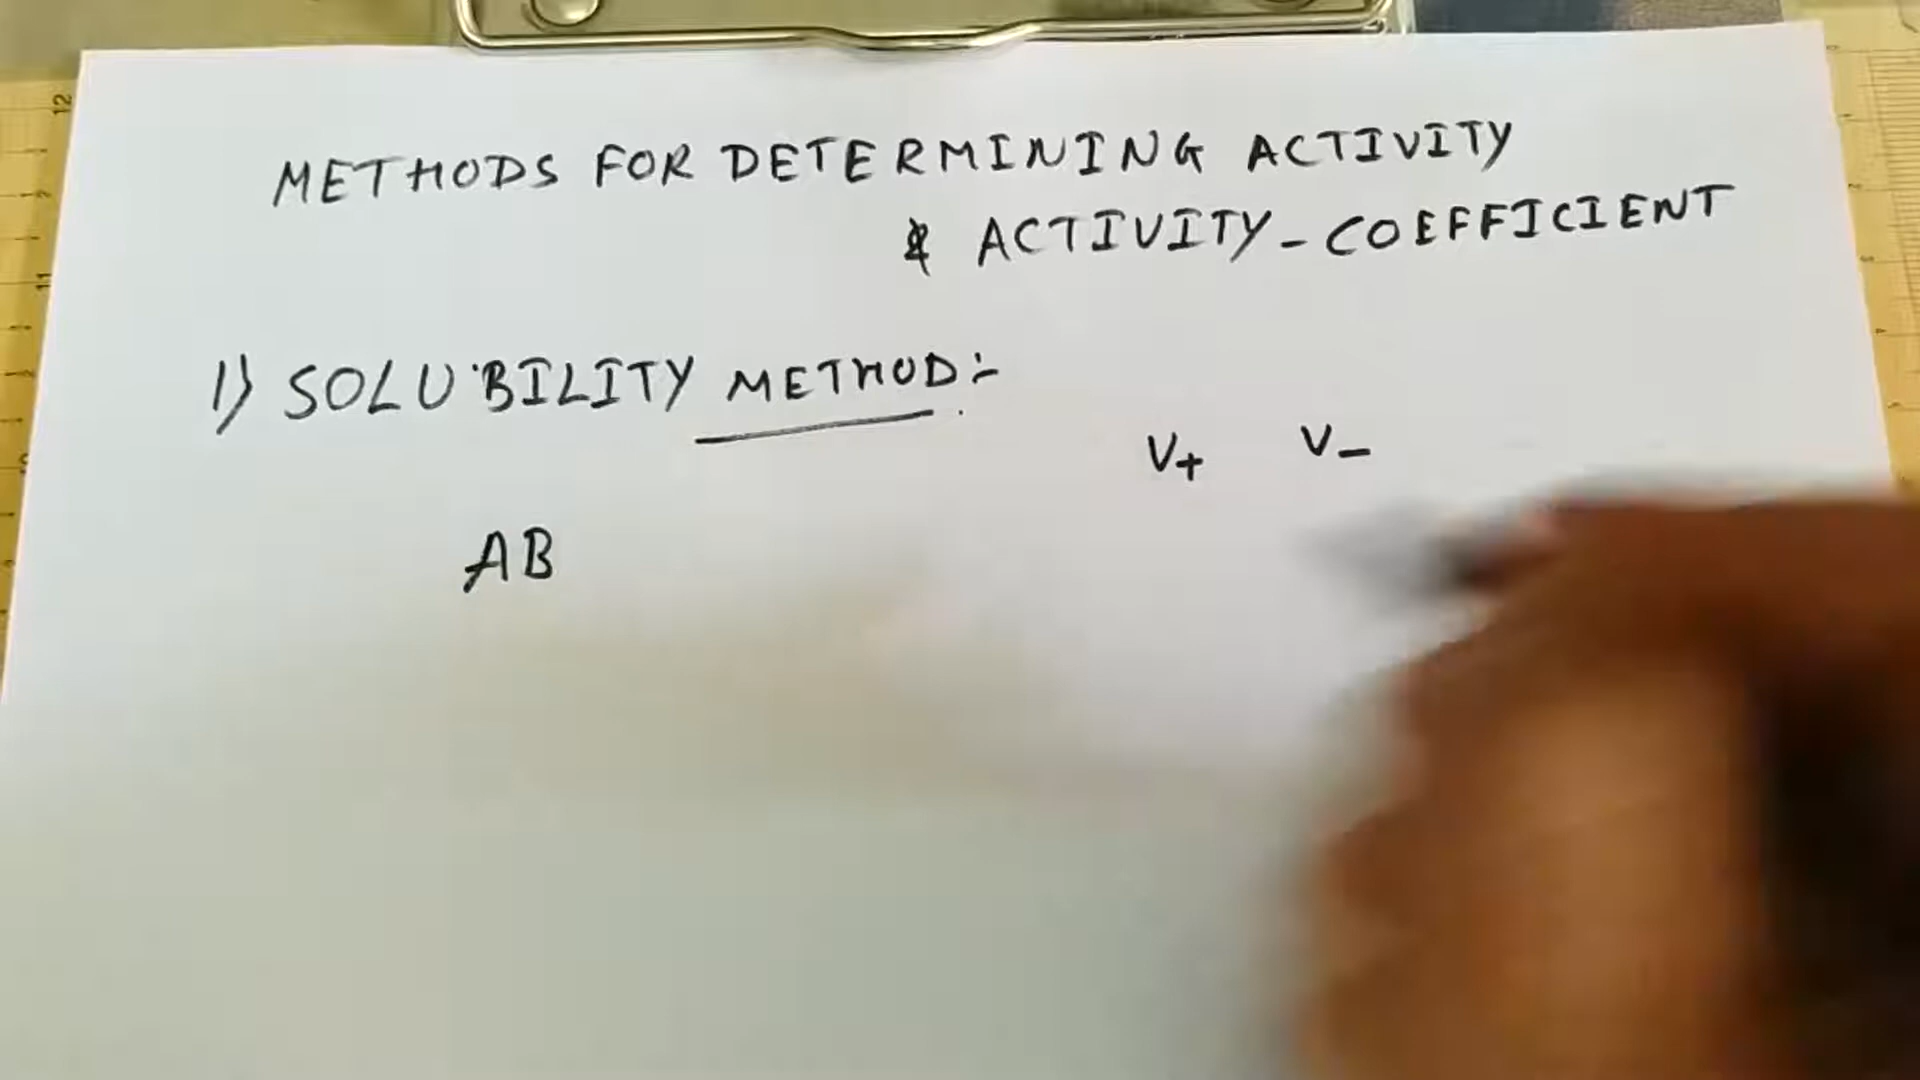 METHODS FOR DETERMINING ACTIVITY
& ACTIVITY-COEFFICIENT
1) SOLUBILITY METHOD:-
V+ V-
AB